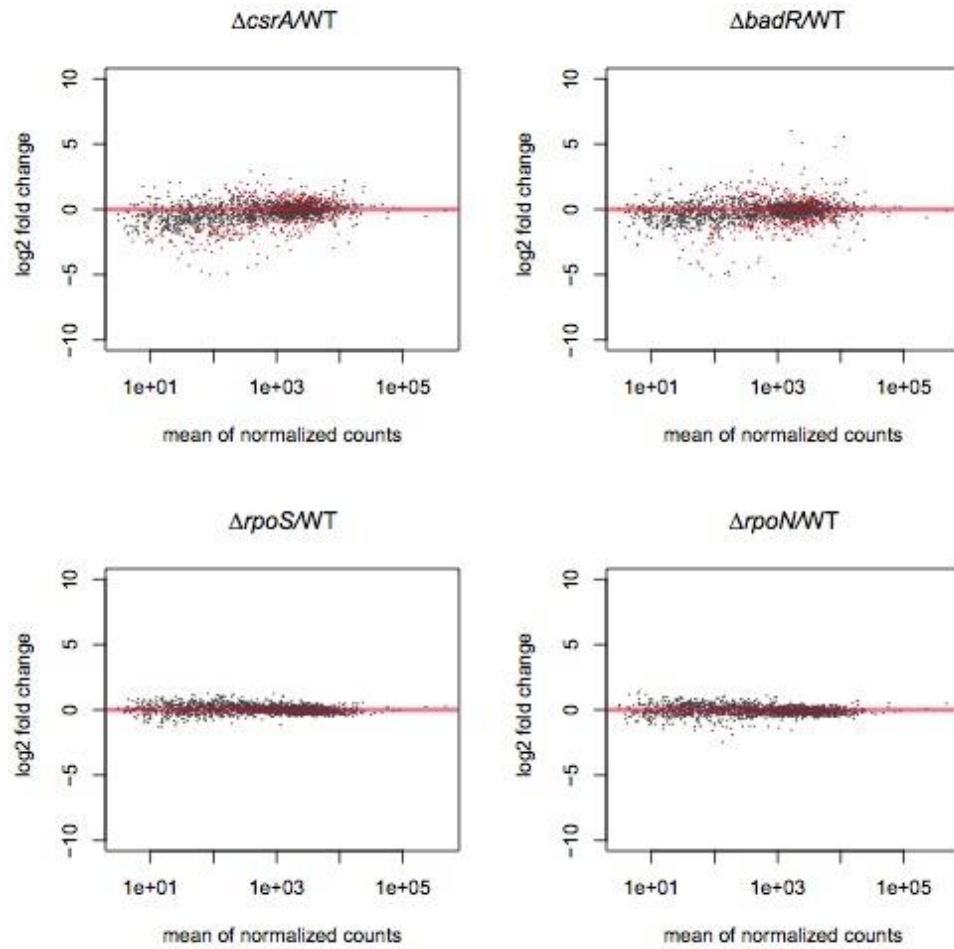 ΔcsrA/WT
ΔbadR/WT
10
5
0
−5
−10
log2 fold change
1e+01
1e+03
1e+05
mean of normalized counts
10
5
0
−5
−10
log2 fold change
1e+01
1e+03
1e+05
mean of normalized counts
ΔrpoS/WT
ΔrpoN/WT
10
5
0
−5
−10
log2 fold change
1e+01
1e+03
1e+05
mean of normalized counts
10
5
0
−5
−10
log2 fold change
1e+01
1e+03
1e+05
mean of normalized counts